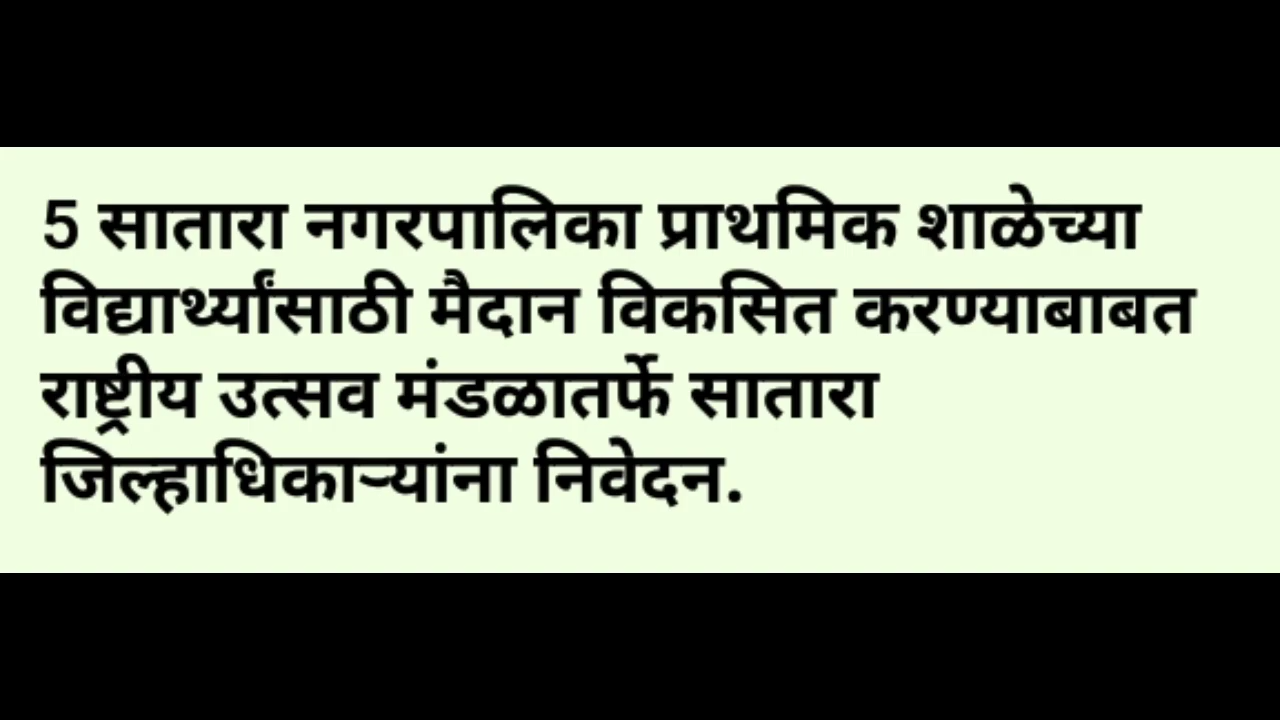 5 सातारा नगरपालिका प्राथमिक शाळेच्या
विद्यार्थ्यांसाठी मैदान विकसित करण्याबाबत
राष्ट्रीय उत्सव मंडळातर्फे सातारा
जिल्हाधिकाऱ्यांना निवेदन.